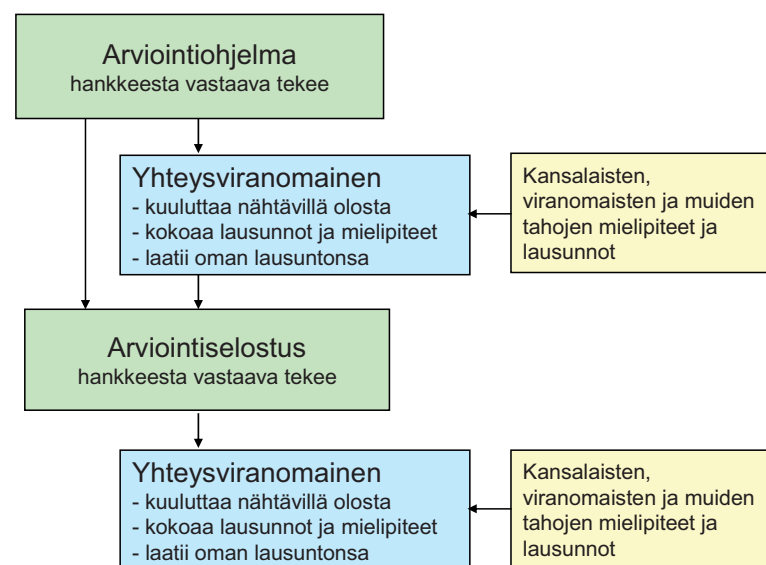 Arviointiohjelma
hankkeesta vastaava tekee
Yhteysviranomainen
- kuuluttaa nähtävillä olosta
- kokoaa lausunnot ja mielipiteet
- laatii oman lausuntonsa
Kansalaisten,
viranomaisten ja muiden
tahojen mielipiteet ja
lausunnot
Arviointiselostus
hankkeesta vastaava tekee
Yhteysviranomainen
- kuuluttaa nähtävillä olosta
- kokoaa lausunnot ja mielipiteet
- laatii oman lausuntonsa
Kansalaisten,
viranomaisten ja muiden
tahojen mielipiteet ja
lausunnot